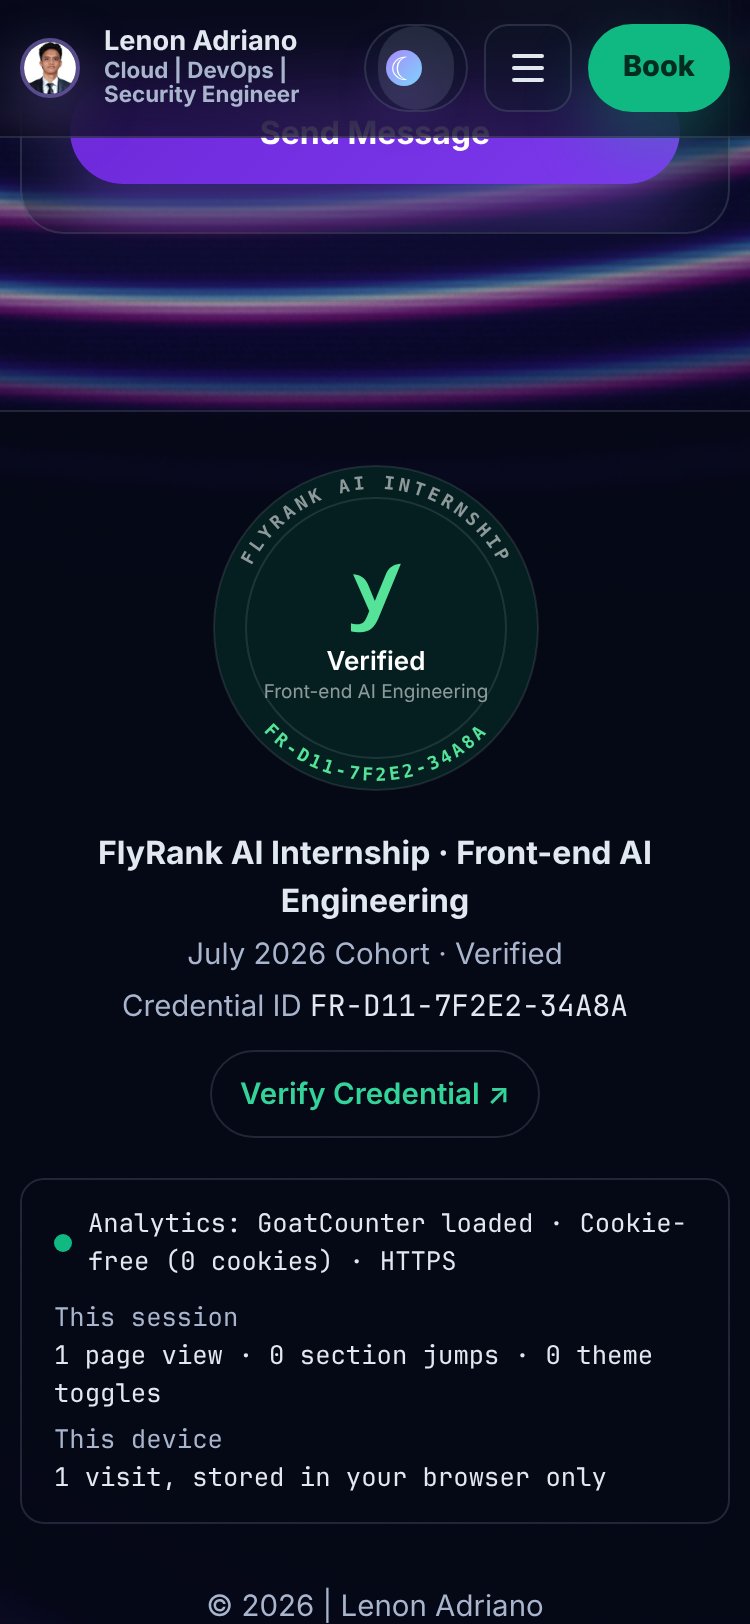 Lenon Adriano
Cloud | DevOps |
Security Engineer
Book
Send Message
FLYRANK AI INTERNSHIP
y
Verified
Front-end AI Engineering
FR-D11-7F2E2-34A8A
FlyRank AI Internship · Front-end AI
Engineering
July 2026 Cohort · Verified
Credential ID FR-D11-7F2E2-34A8A
Verify Credential ↗
Analytics: GoatCounter loaded · Cookie-
free (0 cookies) · HTTPS
This session
1 page view · 0 section jumps · 0 theme
toggles
This device
1 visit, stored in your browser only
© 2026 | Lenon Adriano